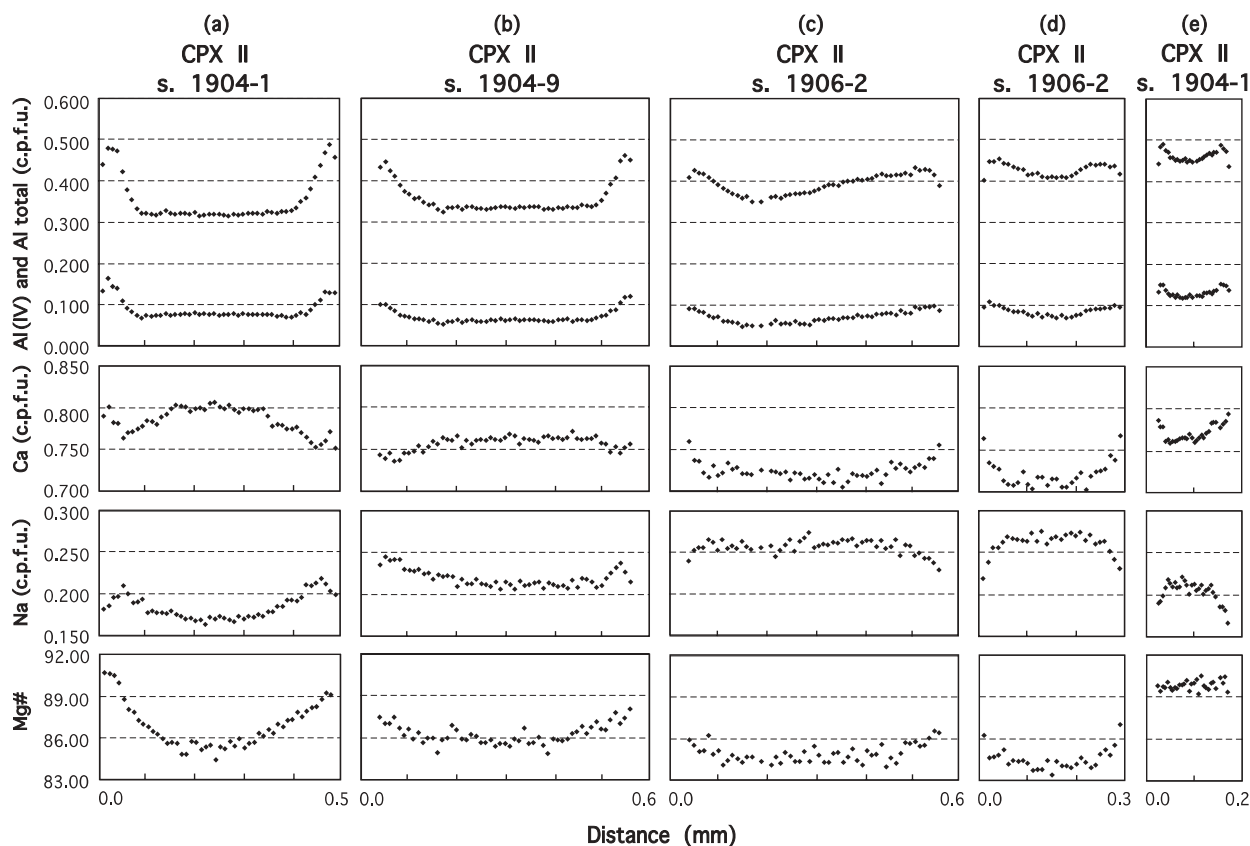 (a) (b) (c) (d) (e)
CPX II CPX II CPX II CPX II CPX II
s. 1904-1 s. 1904-9 s. 1906-2 s. 1906-2 s. 1904-1
Al(IV) and Al total (c.p.f.u.)
0.600
0.500
0.400
0.300
0.200
0.100
0.000
Ca (c.p.f.u.)
0.850
0.800
0.750
0.700
Na (c.p.f.u.)
0.300
0.250
0.200
0.150
Mg#
92.00
89.00
86.00
83.00
0.0 0.5 0.0 0.6 0.0 0.6 0.0 0.3 0.0 0.2
Distance (mm)